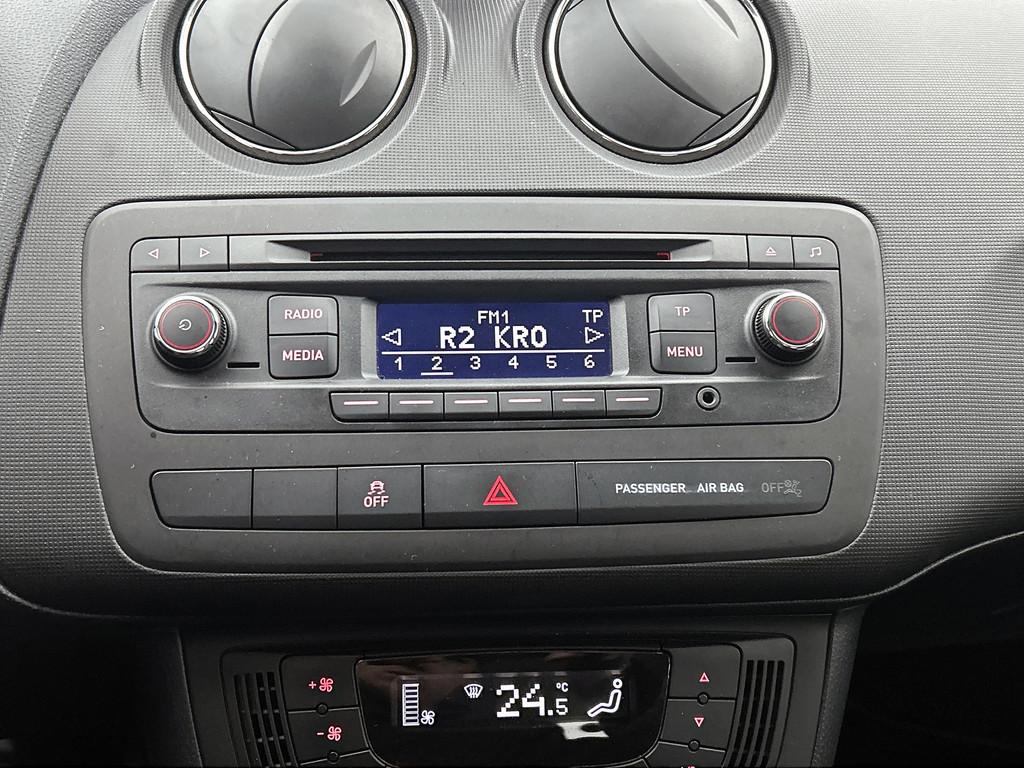 FM1 TP
RADIO
R2 KRO
TP
MEDIA
1 2 3 4 5 6
MENU
OFF
PASSENGER AIR BAG OFF
24.5 °C